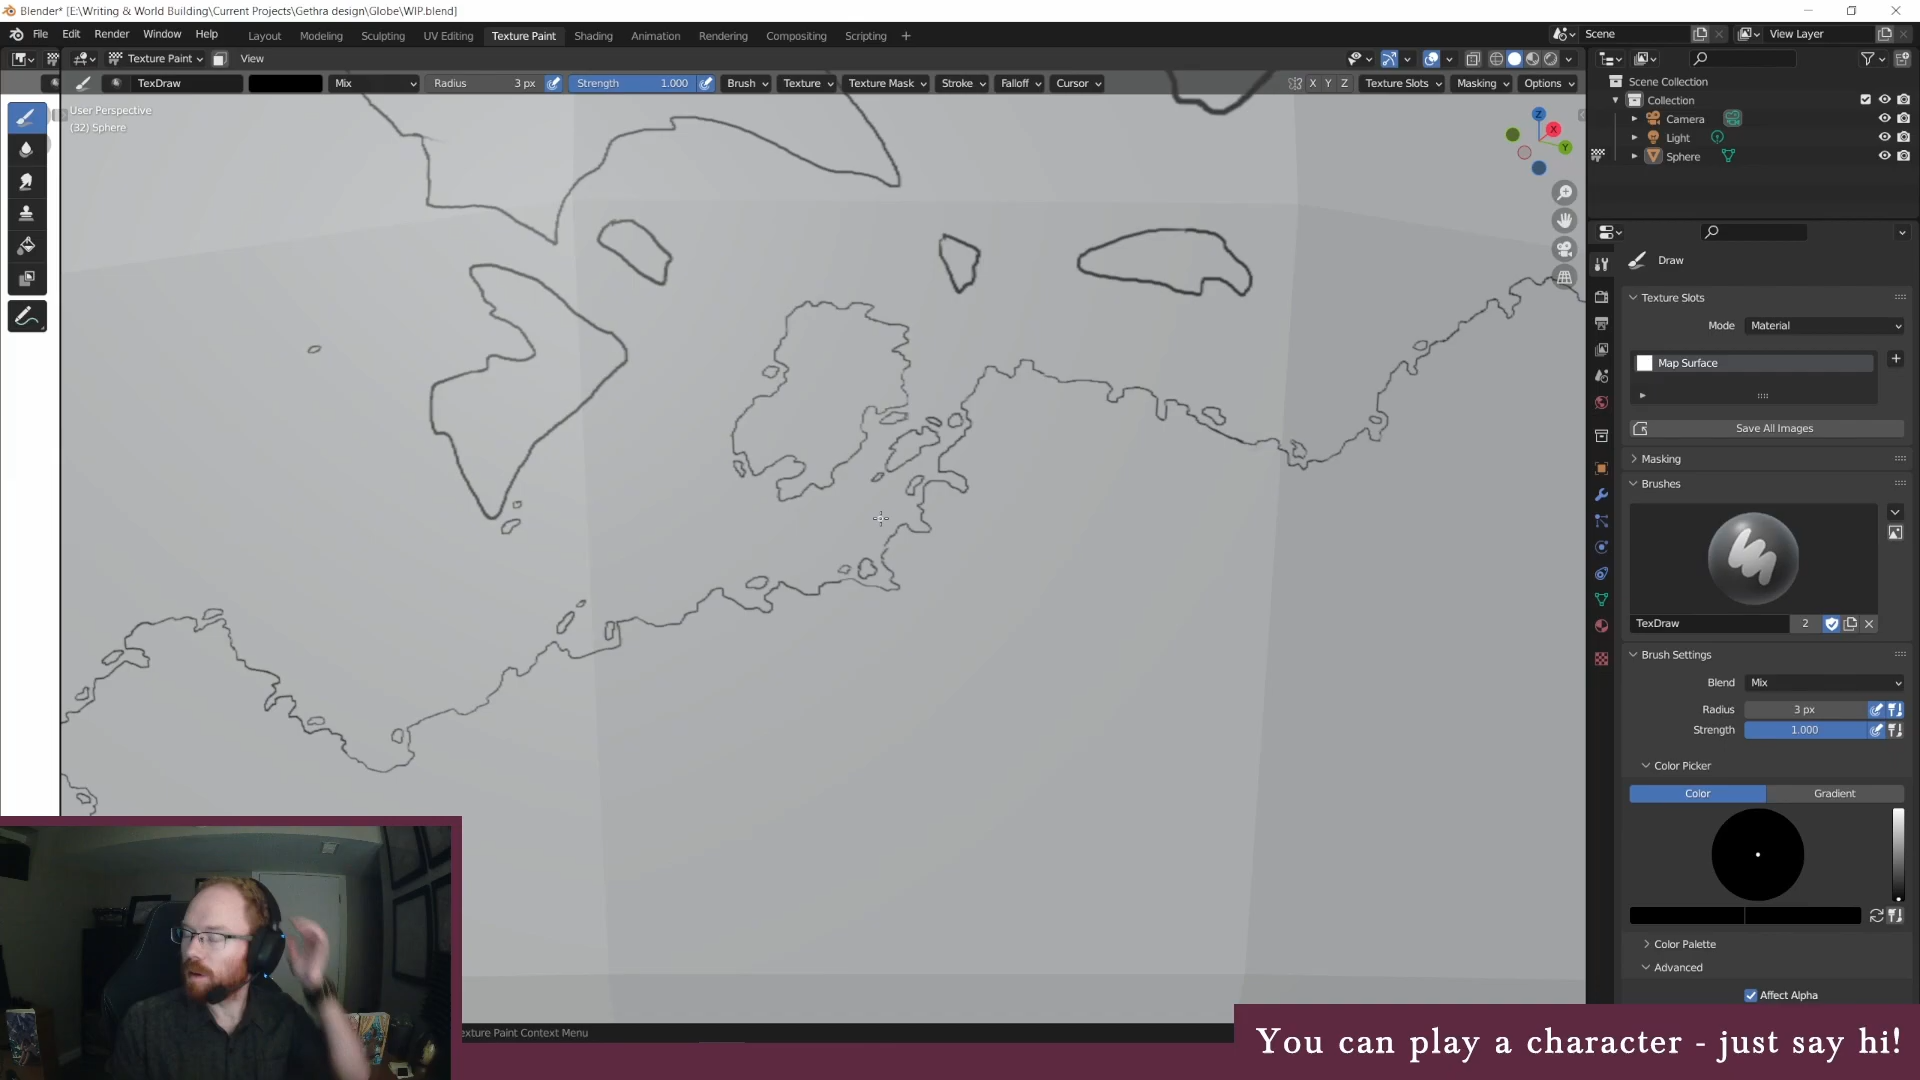 Blender* [E:\Writing & World Building\Current Projects\Gethra design\Globe\WIP.blend]
File Edit Render Window Help Layout Modeling Sculpting UV Editing Texture Paint Shading Animation Rendering Compositing Scripting + Scene View Layer
Texture Paint View
TexDraw Mix Radius 3 px Strength 1.000 Brush Texture Texture Mask Stroke Falloff Cursor X Y Z Texture Slots Masking Options
User Perspective
(32) Sphere
Z
X
Y
Scene Collection
Collection
Camera
Light
Sphere
Draw
Texture Slots
Mode Material
Map Surface
Save All Images
Masking
Brushes
TexDraw 2
Brush Settings
Blend Mix
Radius 3 px
Strength 1.000
Color Picker
Color Gradient
Color Palette
Advanced
Affect Alpha
exture Paint Context Menu
You can play a character - just say hi!